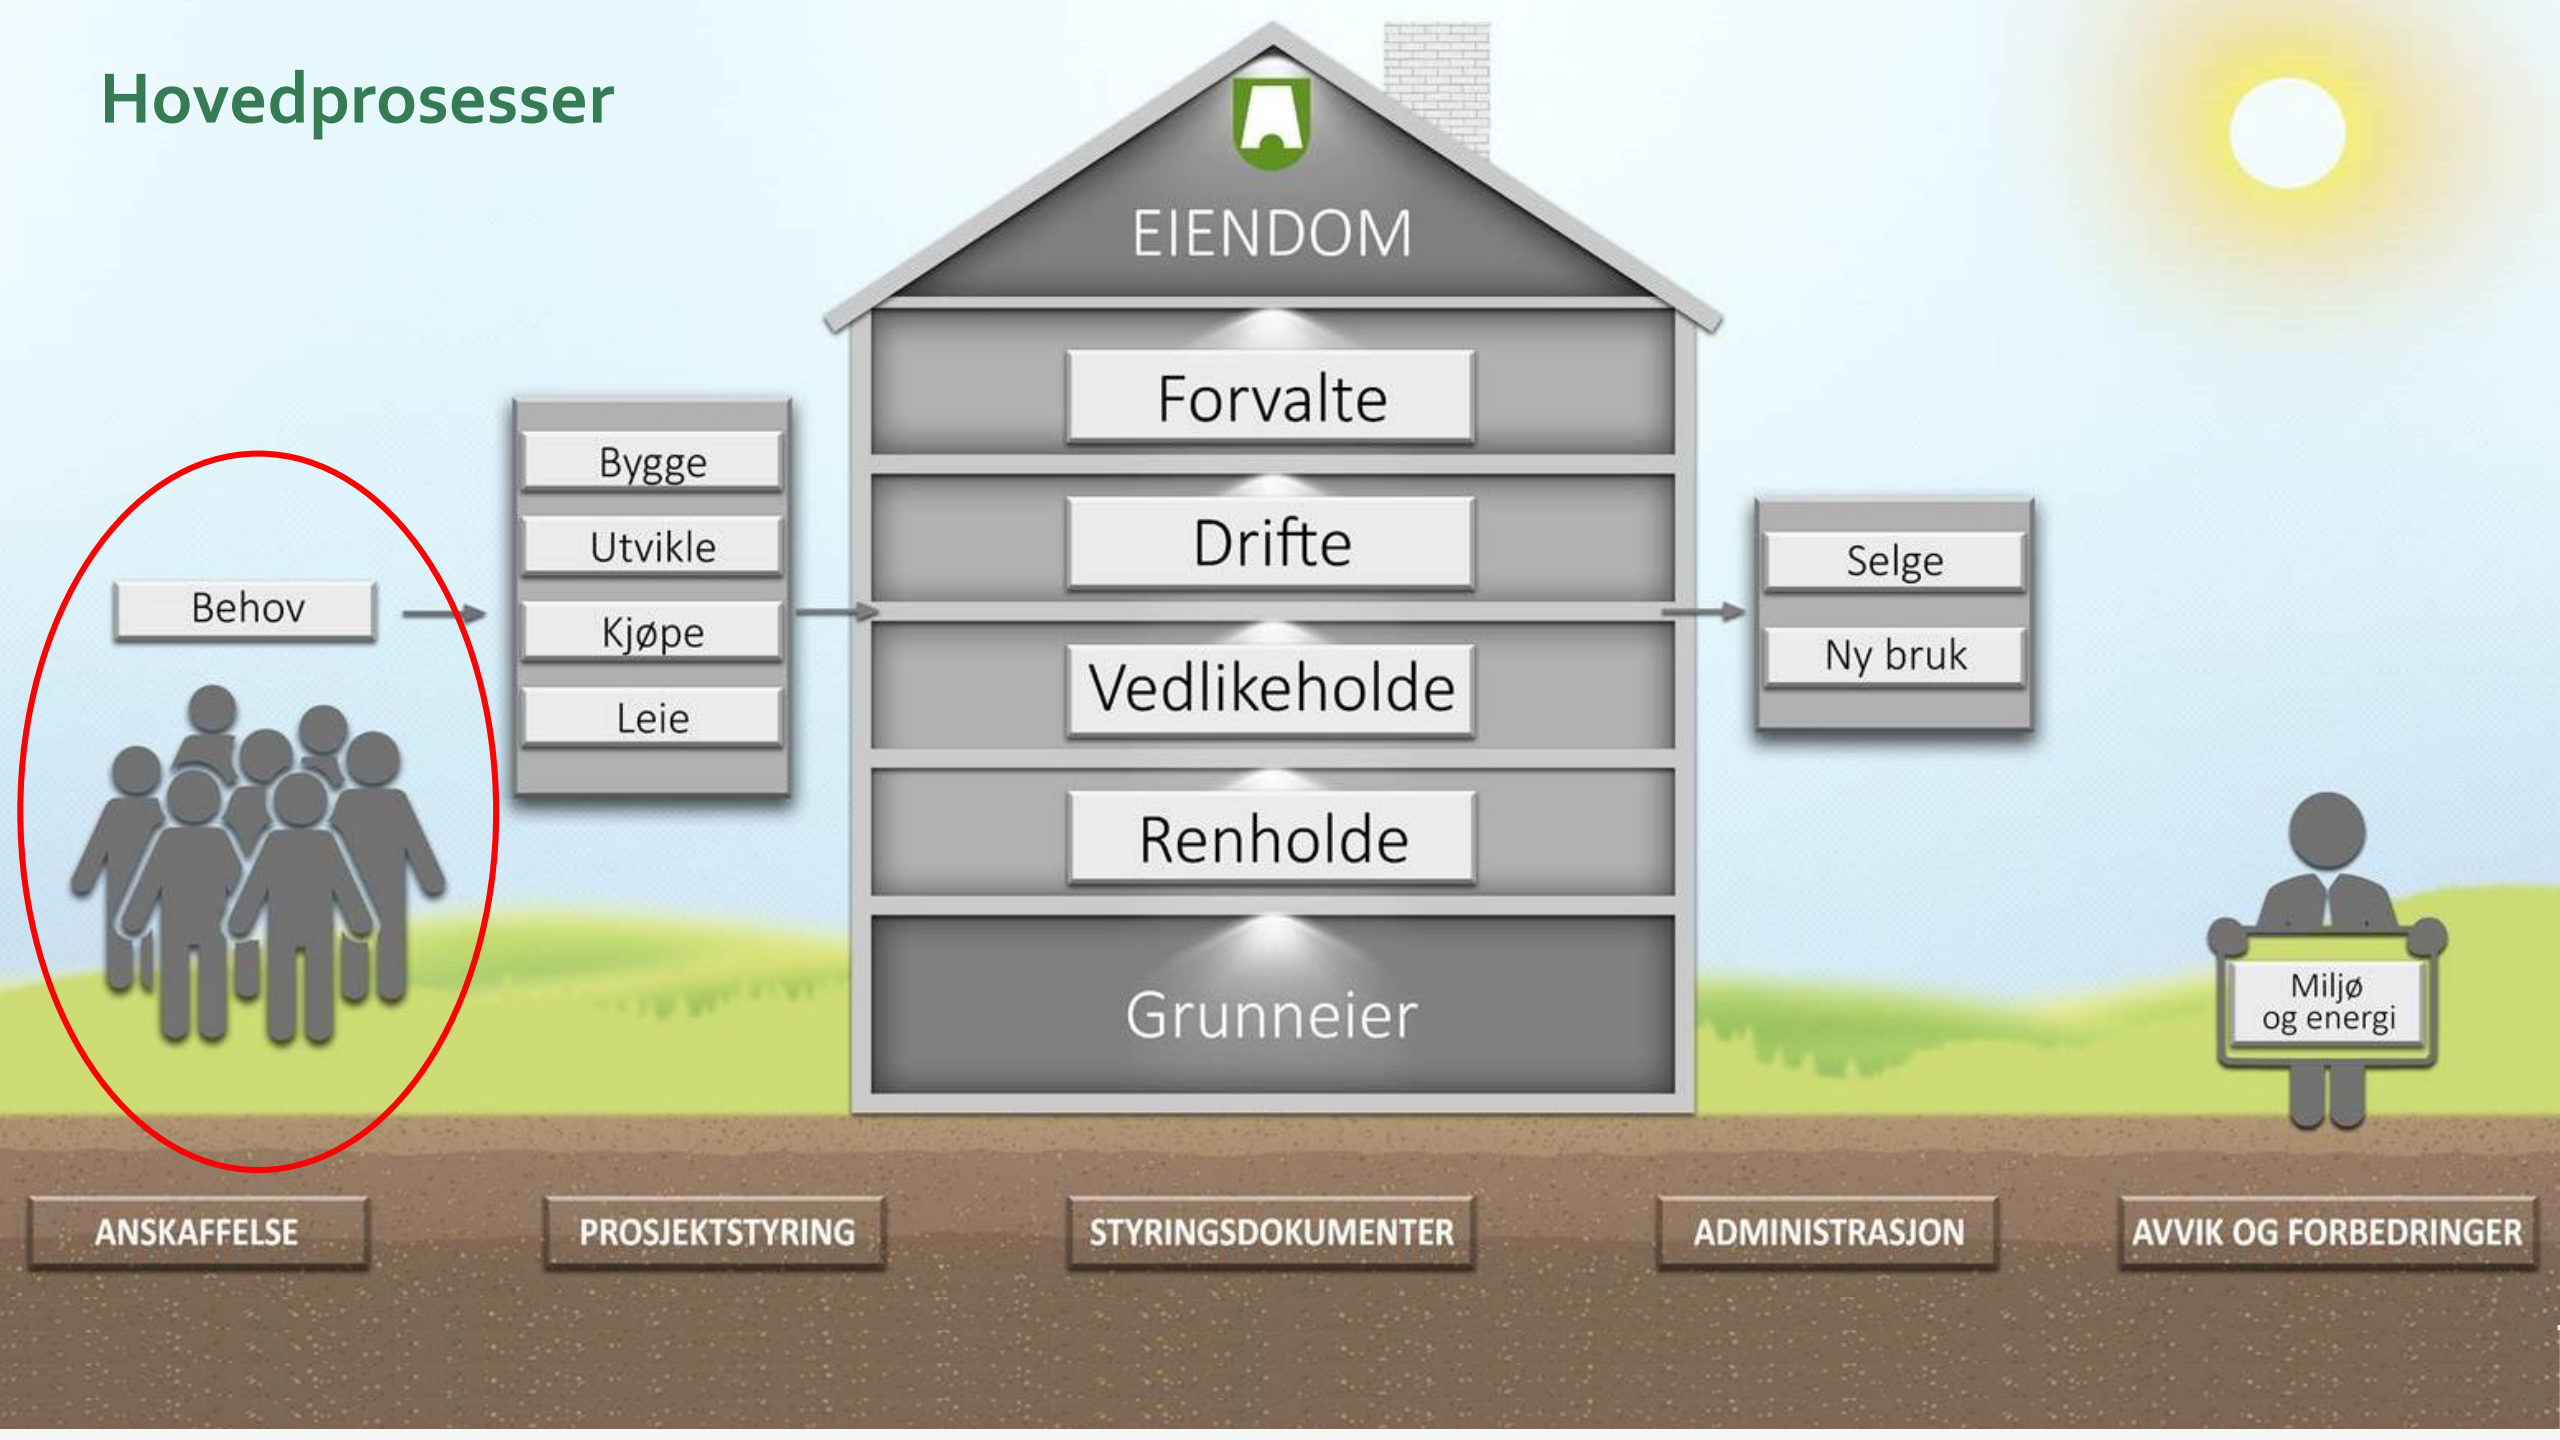 Hovedprosesser
EIENDOM
Behov
Bygge
Utvikle
Kjøpe
Leie
Forvalte
Drifte
Vedlikeholde
Renholde
Grunneier
Selge
Ny bruk
Miljø
og energi
ANSKAFFELSE
PROSJEKTSTYRING
STYRINGSDOKUMENTER
ADMINISTRASJON
AVVIK OG FORBEDRINGER